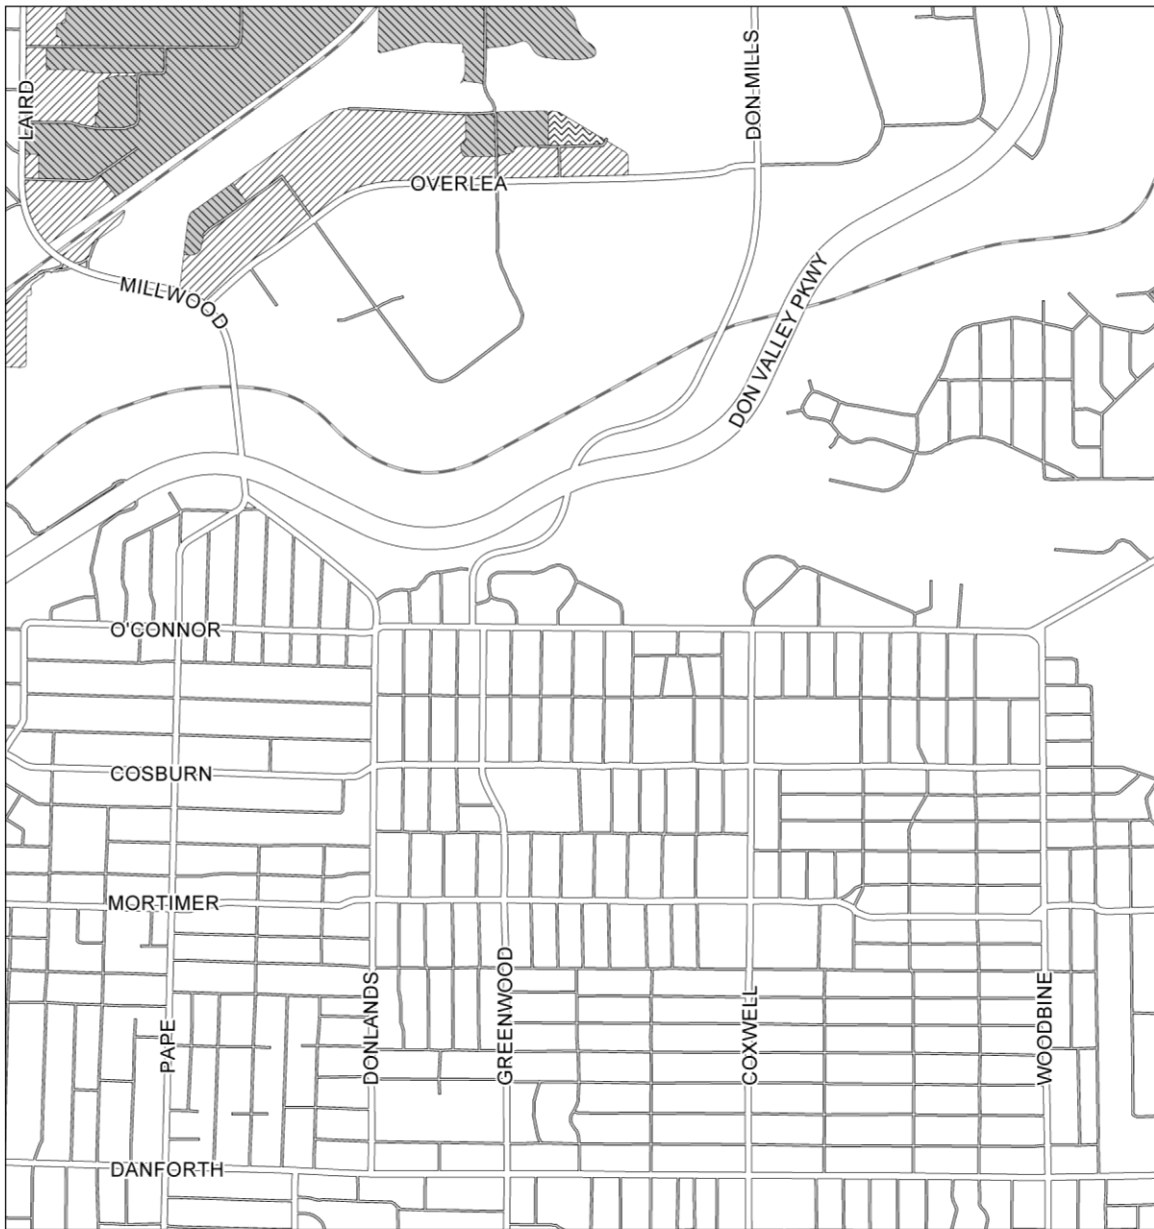 DON MILLS
LAIRD
OVERLEA
MILLWOOD
DON VALLEY PKWY
O'CONNOR
COSBURN
MORTIMER
PAPE
DONLANDS
GREENWOOD
COXWELL
WOODBINE
DANFORTH